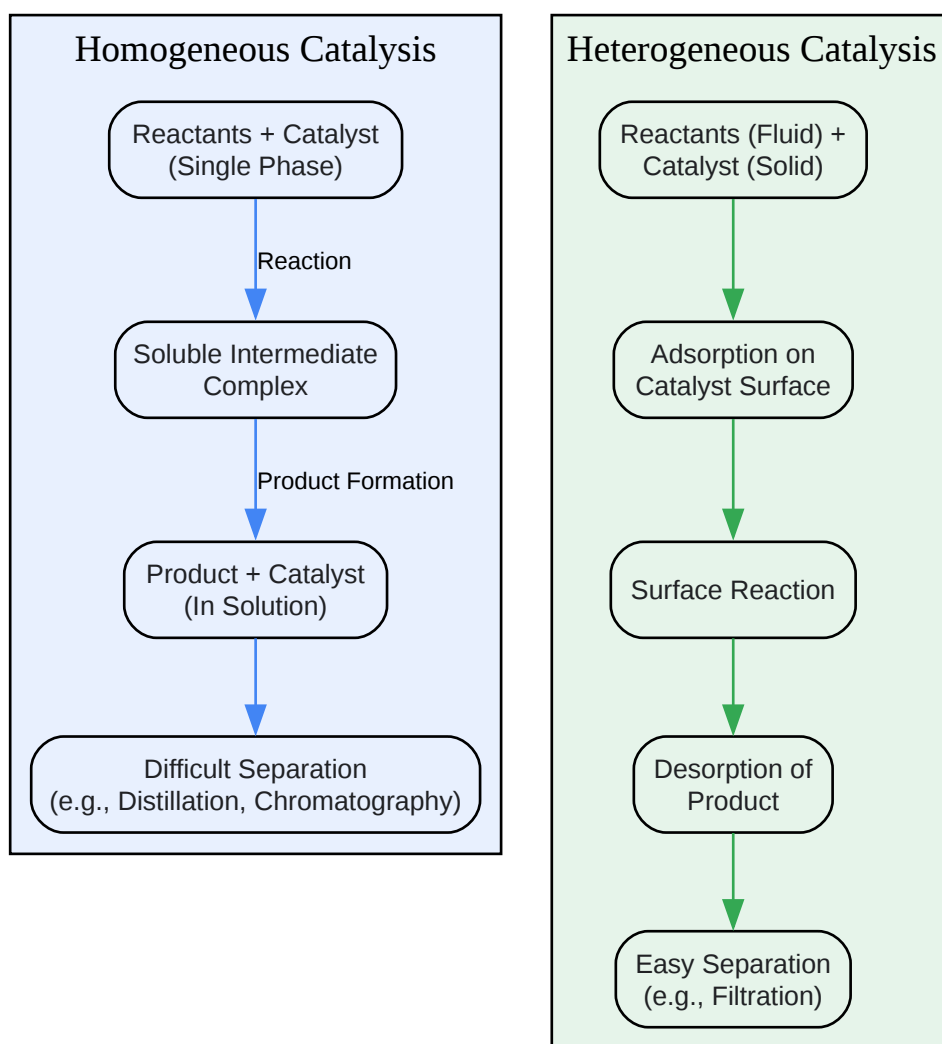 Homogeneous Catalysis
Reactants + Catalyst
(Single Phase)
Reaction
Soluble Intermediate
Complex
Product Formation
Product + Catalyst
(In Solution)
Difficult Separation
(e.g., Distillation, Chromatography)
Heterogeneous Catalysis
Reactants (Fluid) +
Catalyst (Solid)
Adsorption on
Catalyst Surface
Surface Reaction
Desorption of
Product
Easy Separation
(e.g., Filtration)